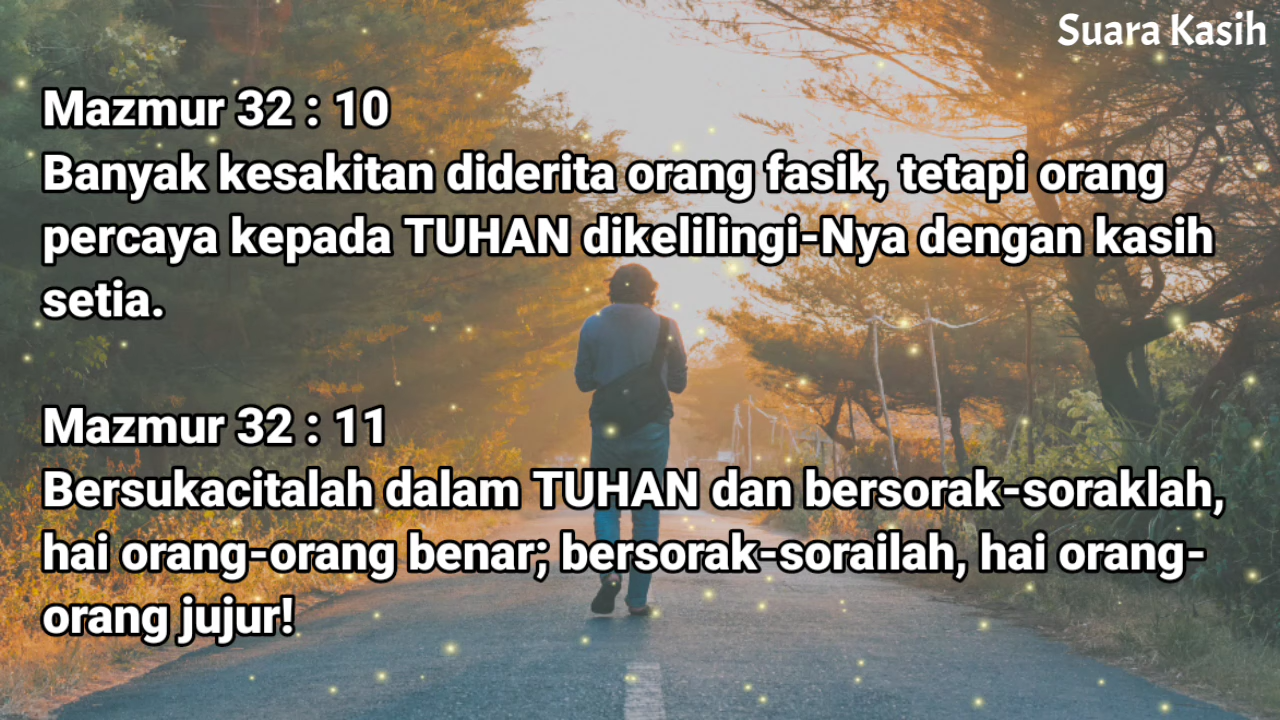 Suara Kasih
Mazmur 32 : 10
Banyak kesakitan diderita orang fasik, tetapi orang
percaya kepada TUHAN dikelilingi-Nya dengan kasih
setia.
Mazmur 32 : 11
Bersukacitalah dalam TUHAN dan bersorak-soraklah,
hai orang-orang benar; bersorak-sorailah, hai orang-
orang jujur!